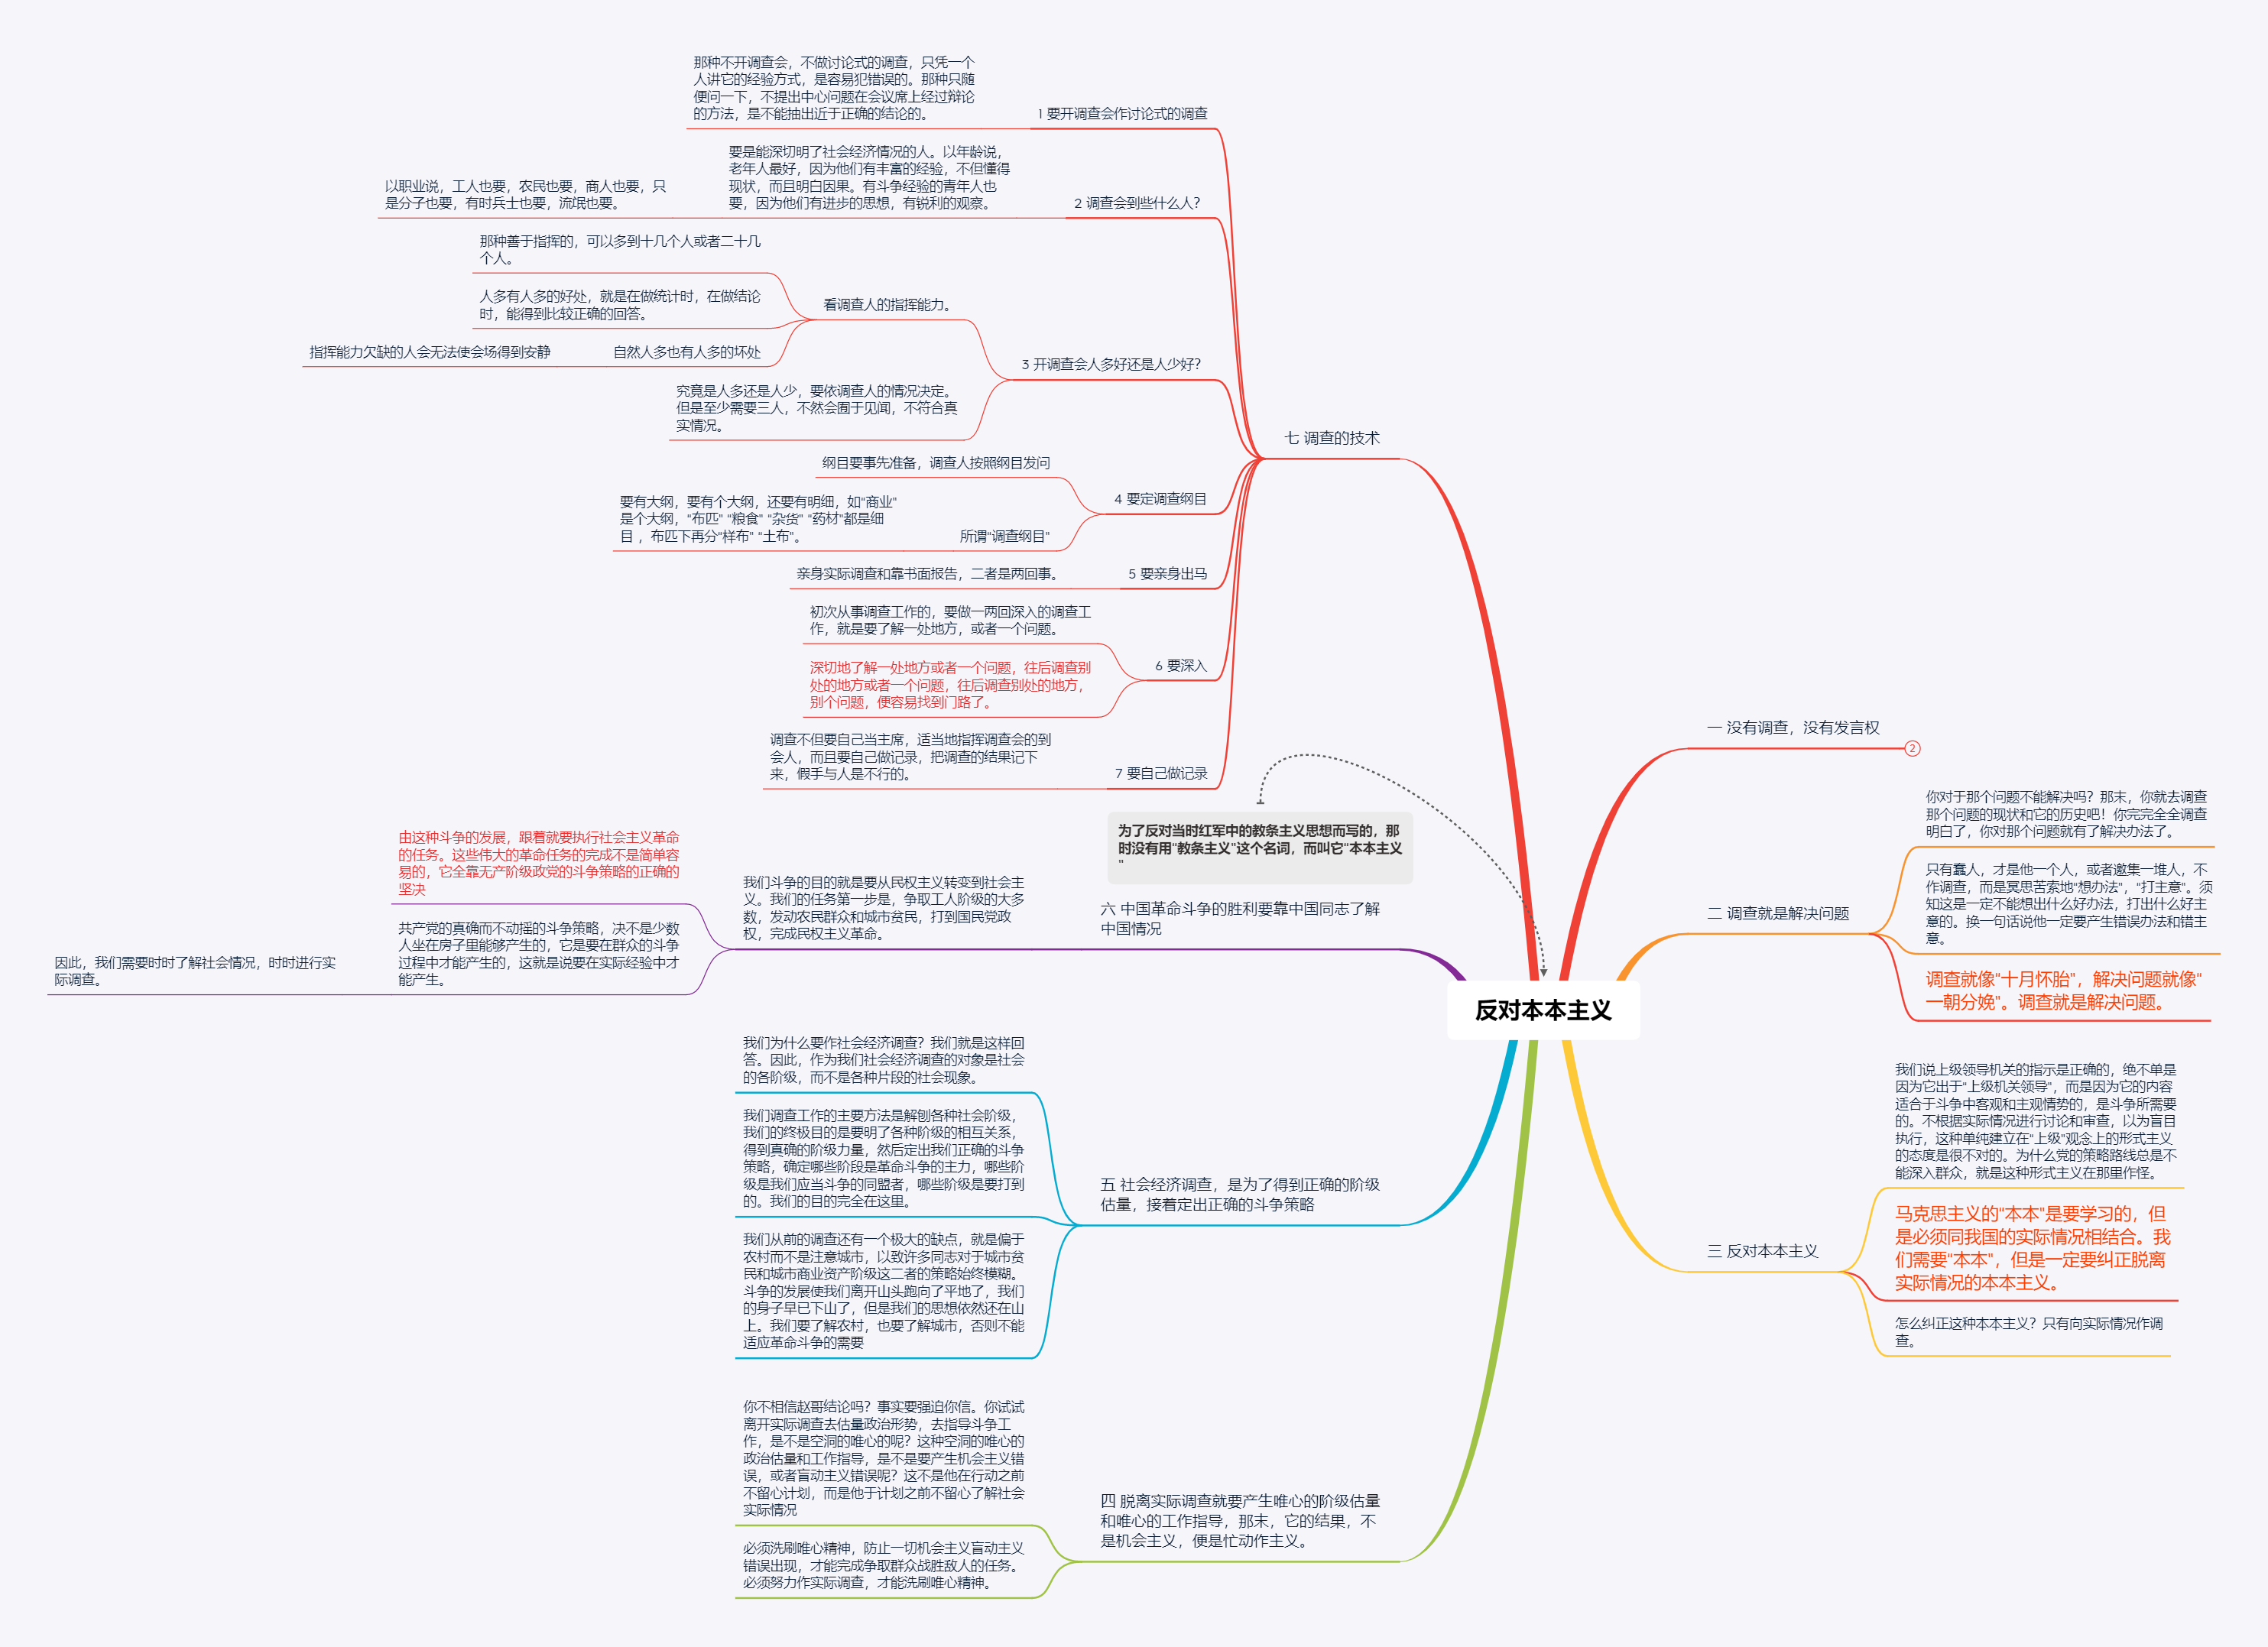 反对本本主义
为了反对当时红军中的教条主义思想而写的，那
时没有用"教条主义"这个名词，而叫它"本本主义
"
一 没有调查，没有发言权
2
二 调查就是解决问题
你对于那个问题不能解决吗？那末，你就去调查
那个问题的现状和它的历史吧！你完完全全调查
明白了，你对那个问题就有了解决办法了。
只有蠢人，才是他一个人，或者邀集一堆人，不
作调查，而是冥思苦索地"想办法"，"打主意"。须
知这是一定不能想出什么好办法，打出什么好主
意的。换一句话说他一定要产生错误办法和错主
意。
调查就像"十月怀胎"，解决问题就像"
一朝分娩"。调查就是解决问题。
三 反对本本主义
我们说上级领导机关的指示是正确的，绝不单是
因为它出于"上级机关领导"，而是因为它的内容
适合于斗争中客观和主观情势的，是斗争所需要
的。不根据实际情况进行讨论和审查，以为盲目
执行，这种单纯建立在"上级"观念上的形式主义
的态度是很不对的。为什么党的策略路线总是不
能深入群众，就是这种形式主义在那里作怪。
马克思主义的"本本"是要学习的，但
是必须同我国的实际情况相结合。我
们需要"本本"，但是一定要纠正脱离
实际情况的本本主义。
怎么纠正这种本本主义？只有向实际情况作调
查。
四 脱离实际调查就要产生唯心的阶级估量
和唯心的工作指导，那末，它的结果，不
是机会主义，便是忙动作主义。
你不相信赵哥结论吗？事实要强迫你信。你试试
离开实际调查去估量政治形势，去指导斗争工
作，是不是空洞的唯心的呢？这种空洞的唯心的
政治估量和工作指导，是不是要产生机会主义错
误，或者盲动主义错误呢？这不是他在行动之前
不留心计划，而是他于计划之前不留心了解社会
实际情况
必须洗刷唯心精神，防止一切机会主义盲动主义
错误出现，才能完成争取群众战胜敌人的任务。
必须努力作实际调查，才能洗刷唯心精神。
五 社会经济调查，是为了得到正确的阶级
估量，接着定出正确的斗争策略
我们为什么要作社会经济调查？我们就是这样回
答。因此，作为我们社会经济调查的对象是社会
的各阶级，而不是各种片段的社会现象。
我们调查工作的主要方法是解刨各种社会阶级，
我们的终极目的是要明了各种阶级的相互关系，
得到真确的阶级力量，然后定出我们正确的斗争
策略，确定哪些阶段是革命斗争的主力，哪些阶
级是我们应当斗争的同盟者，哪些阶级是要打到
的。我们的目的完全在这里。
我们从前的调查还有一个极大的缺点，就是偏于
农村而不是注意城市，以致许多同志对于城市贫
民和城市商业资产阶级这二者的策略始终模糊。
斗争的发展使我们离开山头跑向了平地了，我们
的身子早已下山了，但是我们的思想依然还在山
上。我们要了解农村，也要了解城市，否则不能
适应革命斗争的需要
六 中国革命斗争的胜利要靠中国同志了解
中国情况
我们斗争的目的就是要从民权主义转变到社会主
义。我们的任务第一步是，争取工人阶级的大多
数，发动农民群众和城市贫民，打到国民党政
权，完成民权主义革命。
由这种斗争的发展，跟着就要执行社会主义革命
的任务。这些伟大的革命任务的完成不是简单容
易的，它全靠无产阶级政党的斗争策略的正确的
坚决
共产党的真确而不动摇的斗争策略，决不是少数
人坐在房子里能够产生的，它是要在群众的斗争
过程中才能产生的，这就是说要在实际经验中才
能产生。
因此，我们需要时时了解社会情况，时时进行实
际调查。
七 调查的技术
1 要开调查会作讨论式的调查
那种不开调查会，不做讨论式的调查，只凭一个
人讲它的经验方式，是容易犯错误的。那种只随
便问一下，不提出中心问题在会议席上经过辩论
的方法，是不能抽出近于正确的结论的。
2 调查会到些什么人？
要是能深切明了社会经济情况的人。以年龄说，
老年人最好，因为他们有丰富的经验，不但懂得
现状，而且明白因果。有斗争经验的青年人也
要，因为他们有进步的思想，有锐利的观察。
以职业说，工人也要，农民也要，商人也要，只
是分子也要，有时兵士也要，流氓也要。
3 开调查会人多好还是人少好？
看调查人的指挥能力。
那种善于指挥的，可以多到十几个人或者二十几
个人。
人多有人多的好处，就是在做统计时，在做结论
时，能得到比较正确的回答。
自然人多也有人多的坏处
指挥能力欠缺的人会无法使会场得到安静
究竟是人多还是人少，要依调查人的情况决定。
但是至少需要三人，不然会囿于见闻，不符合真
实情况。
4 要定调查纲目
纲目要事先准备，调查人按照纲目发问
所谓"调查纲目"
要有大纲，要有个大纲，还要有明细，如"商业"
是个大纲，"布匹" "粮食" "杂货" "药材"都是细
目 ，布匹下再分"样布" "土布"。
5 要亲身出马
亲身实际调查和靠书面报告，二者是两回事。
6 要深入
初次从事调查工作的，要做一两回深入的调查工
作，就是要了解一处地方，或者一个问题。
深切地了解一处地方或者一个问题，往后调查别
处的地方或者一个问题，往后调查别处的地方，
别个问题，便容易找到门路了。
7 要自己做记录
调查不但要自己当主席，适当地指挥调查会的到
会人，而且要自己做记录，把调查的结果记下
来，假手与人是不行的。